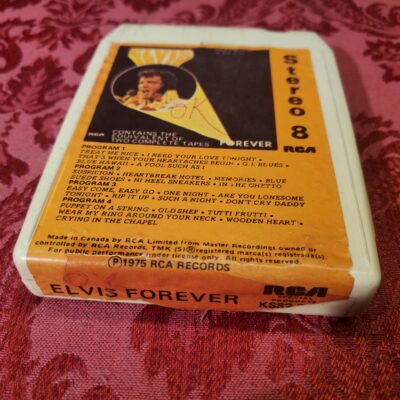 ELVIS
OK
Stereo 8
RCA
RCA
CONTAINS THE
EQUIVALENT OF
TWO COMPLETE TAPES
FOREVER
PROGRAM 1
TREAT ME NICE • I NEED YOUR LOVE TONIGHT •
THAT'S WHEN YOUR HEARTACHES BEGIN • G.I. BLUES •
BLUE HAWAII • A FOOL SUCH AS I
PROGRAM 2
SUSPICION • HEARTBREAK HOTEL • MEMORIES • BLUE
SUEDE SHOES • HI HEEL SNEAKERS • IN THE GHETTO
PROGRAM 3
EASY COME, EASY GO • ONE NIGHT • ARE YOU LONESOME
TONIGHT • RIP IT UP • SUCH A NIGHT • DON'T CRY DADDY
PROGRAM 4
PUPPET ON A STRING • OLD SHEP • TUTTI FRUTTI •
WEAR MY RING AROUND YOUR NECK • WOODEN HEART •
CRYING IN THE CHAPEL
Made in Canada by RCA Limited from Master Recordings owned or
controlled by RCA Records, TMK (S)® registered marca(s) registrada(s).
For public performance under license only. All rights reserved.
Ⓟ1975 RCA RECORDS
ELVIS FOREVER
RCA